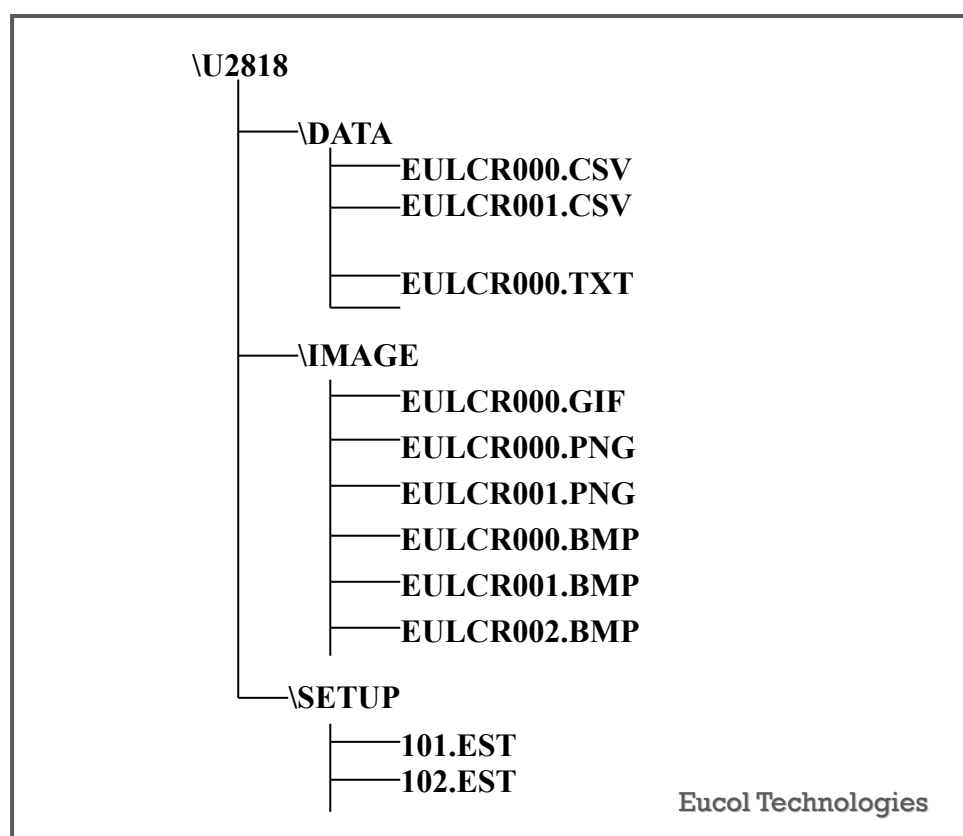 \U2818
\DATA
EULCR000.CSV
EULCR001.CSV
EULCR000.TXT
\IMAGE
EULCR000.GIF
EULCR000.PNG
EULCR001.PNG
EULCR000.BMP
EULCR001.BMP
EULCR002.BMP
\SETUP
101.EST
102.EST
Eucol Technologies